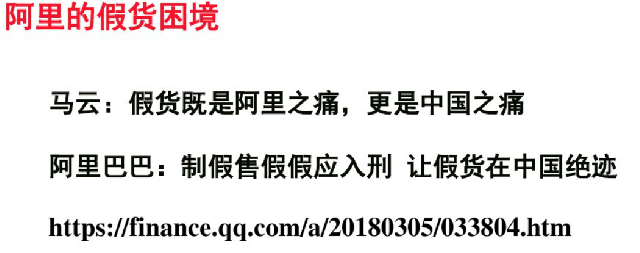 阿里的假货困境
马云：假货既是阿里之痛，更是中国之痛
阿里巴巴：制假售假假应入刑 让假货在中国绝迹
https://finance.qq.com/a/20180305/033804.htm